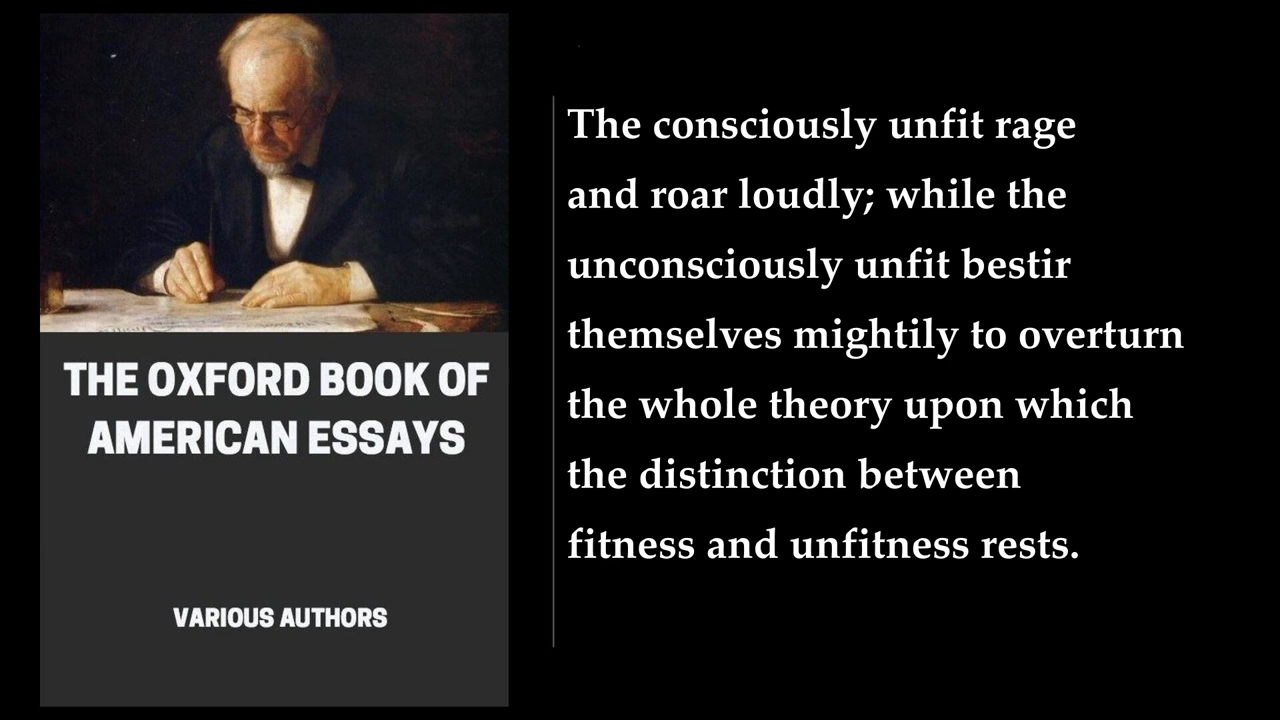 THE OXFORD BOOK OF
AMERICAN ESSAYS
VARIOUS AUTHORS
The consciously unfit rage
and roar loudly; while the
unconsciously unfit bestir
themselves mightily to overturn
the whole theory upon which
the distinction between
fitness and unfitness rests.